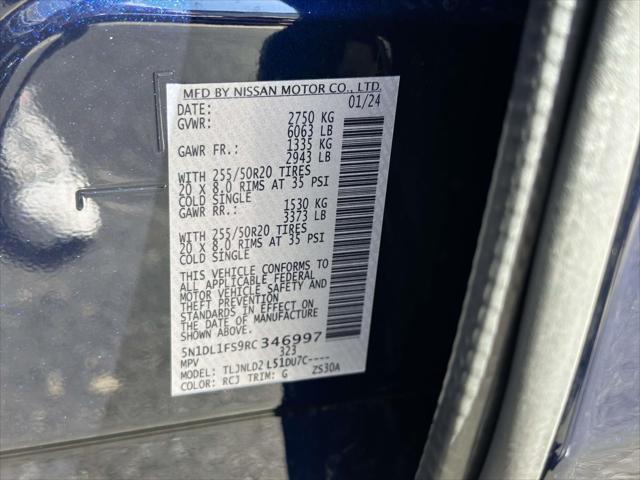 MFD BY NISSAN MOTOR CO., LTD.
DATE: 01/24
GVWR: 2750 KG
6063 LB
GAWR FR.: 1335 KG
2943 LB
WITH 255/50R20 TIRES
20 X 8.0 RIMS AT 35 PSI
COLD SINGLE
GAWR RR.: 1530 KG
3373 LB
WITH 255/50R20 TIRES
20 X 8.0 RIMS AT 35 PSI
COLD SINGLE
THIS VEHICLE CONFORMS TO
ALL APPLICABLE FEDERAL
MOTOR VEHICLE SAFETY AND
THEFT PREVENTION
STANDARDS IN EFFECT ON
THE DATE OF MANUFACTURE
SHOWN ABOVE.
5N1DL1FS9RC346997
MPV 323
MODEL: TLJNLD2 L51DU7C----
COLOR: RCJ TRIM: G ZS30A